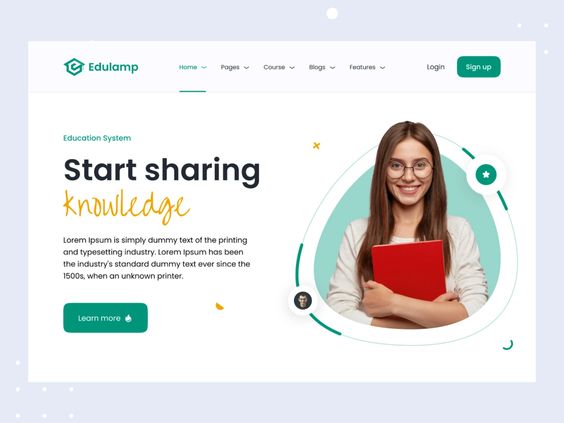 Edulamp
Home Pages Course Blogs Features Login Sign up
Education System
Start sharing
knowledge
Lorem Ipsum is simply dummy text of the printing
and typesetting industry. Lorem Ipsum has been
the industry's standard dummy text ever since the
1500s, when an unknown printer.
Learn more